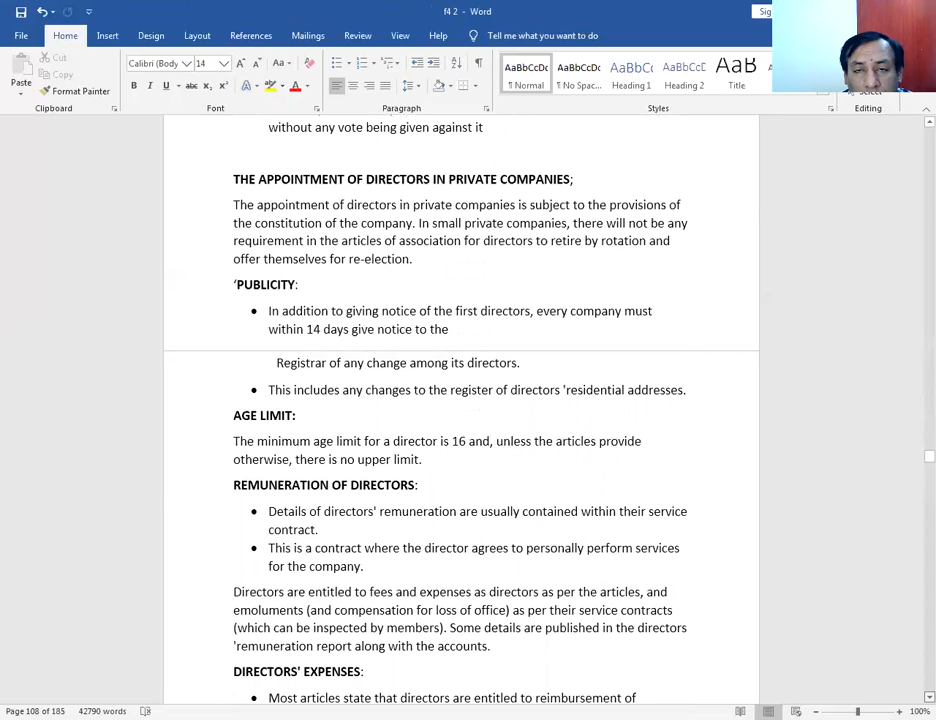 f4 2 - Word
Sig
File Home Insert Design Layout References Mailings Review View Help Tell me what you want to do
Paste
Cut
Copy
Format Painter
Clipboard
Calibri (Body 14
Font
Paragraph
AaBbCcDc AaBbCcDc AaBbCc AaBbCcD AaBb
¶ Normal ¶ No Spac... Heading 1 Heading 2 Title
Styles
Select
Editing
without any vote being given against it
THE APPOINTMENT OF DIRECTORS IN PRIVATE COMPANIES;
The appointment of directors in private companies is subject to the provisions of
the constitution of the company. In small private companies, there will not be any
requirement in the articles of association for directors to retire by rotation and
offer themselves for re-election.
‘PUBLICITY:
• In addition to giving notice of the first directors, every company must
within 14 days give notice to the
Registrar of any change among its directors.
• This includes any changes to the register of directors 'residential addresses.
AGE LIMIT:
The minimum age limit for a director is 16 and, unless the articles provide
otherwise, there is no upper limit.
REMUNERATION OF DIRECTORS:
• Details of directors' remuneration are usually contained within their service
contract.
• This is a contract where the director agrees to personally perform services
for the company.
Directors are entitled to fees and expenses as directors as per the articles, and
emoluments (and compensation for loss of office) as per their service contracts
(which can be inspected by members). Some details are published in the directors
'remuneration report along with the accounts.
DIRECTORS' EXPENSES:
• Most articles state that directors are entitled to reimbursement of
Page 108 of 185 42790 words 100%